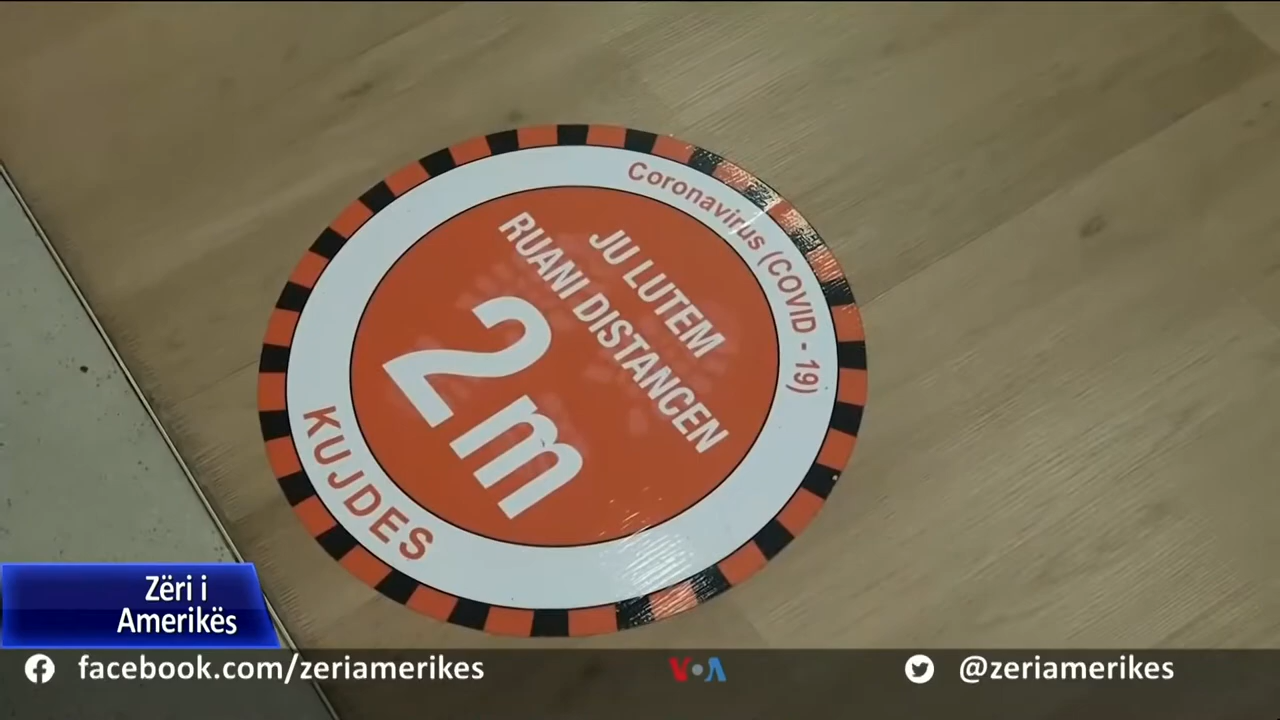 Coronavirus (COVID - 19)
JU LUTEM
RUANI DISTANCEN
2m
KUJDES
Zëri i
Amerikës
facebook.com/zeriamerikes
VOA
@zeriamerikes